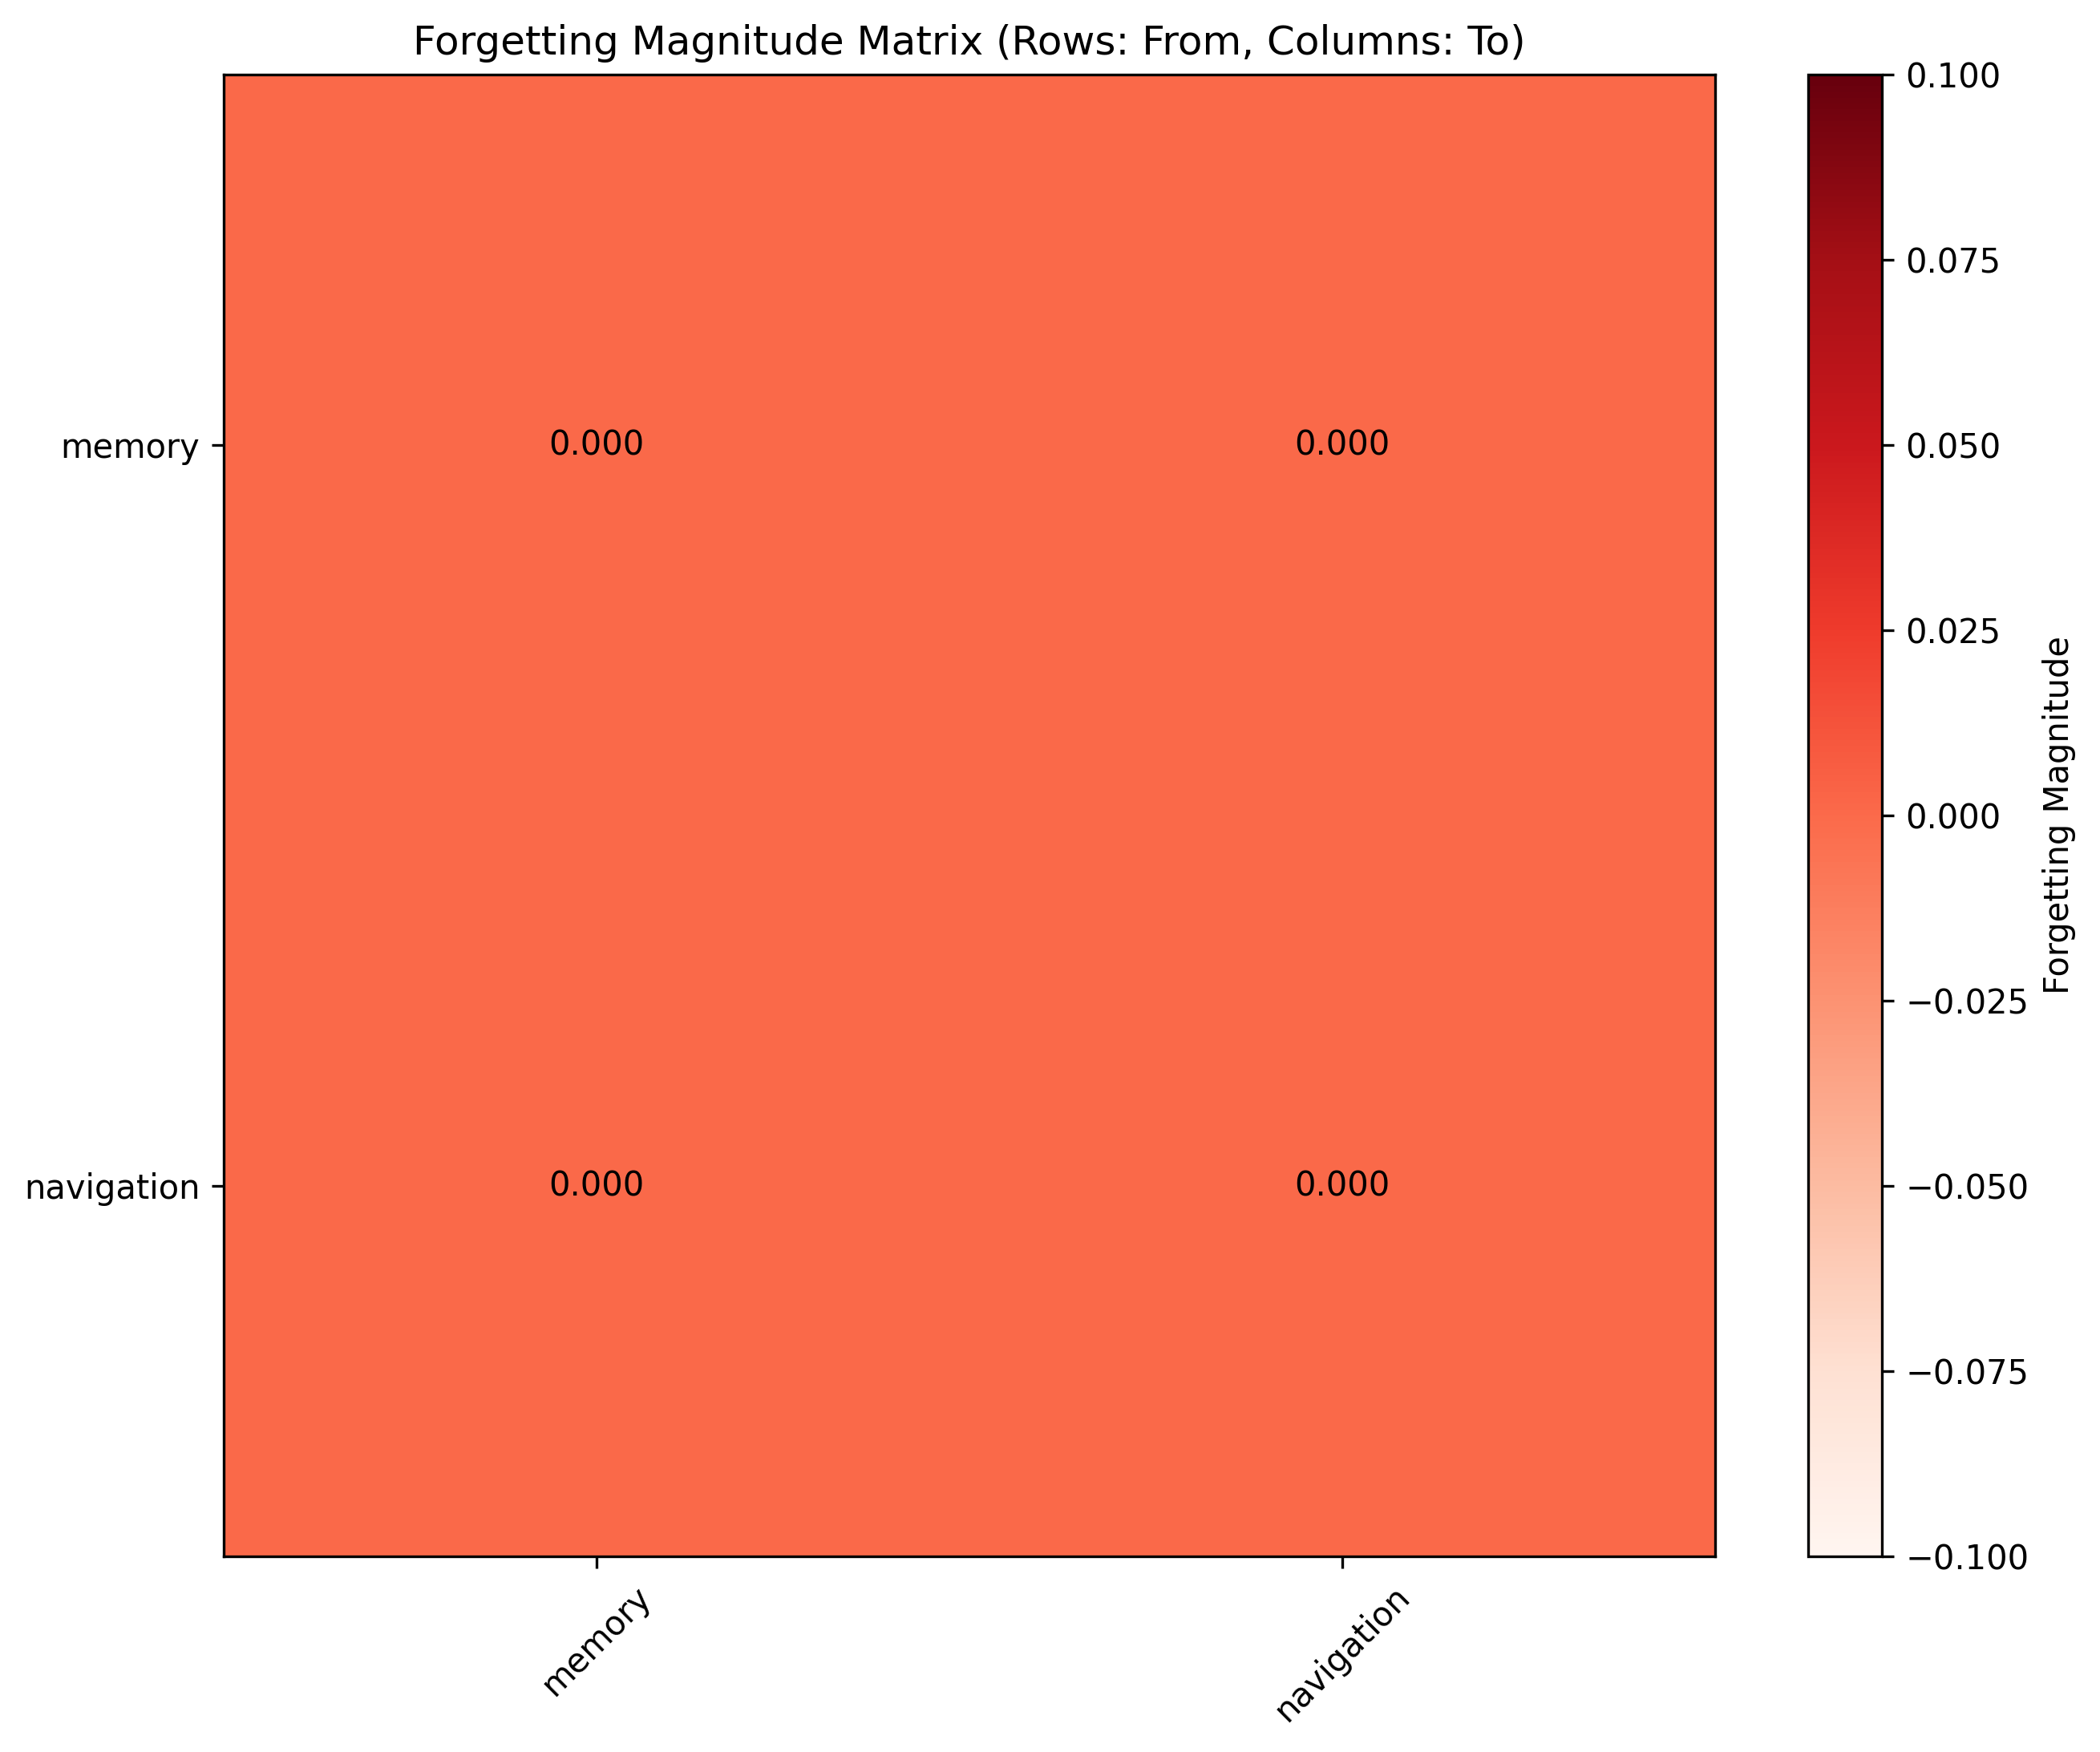 Forgetting Magnitude Matrix (Rows: From, Columns: To)
memory
0.000 0.000
navigation
0.000 0.000
memory
navigation
0.100
0.075
0.050
0.025
0.000
−0.025
−0.050
−0.075
−0.100
Forgetting Magnitude